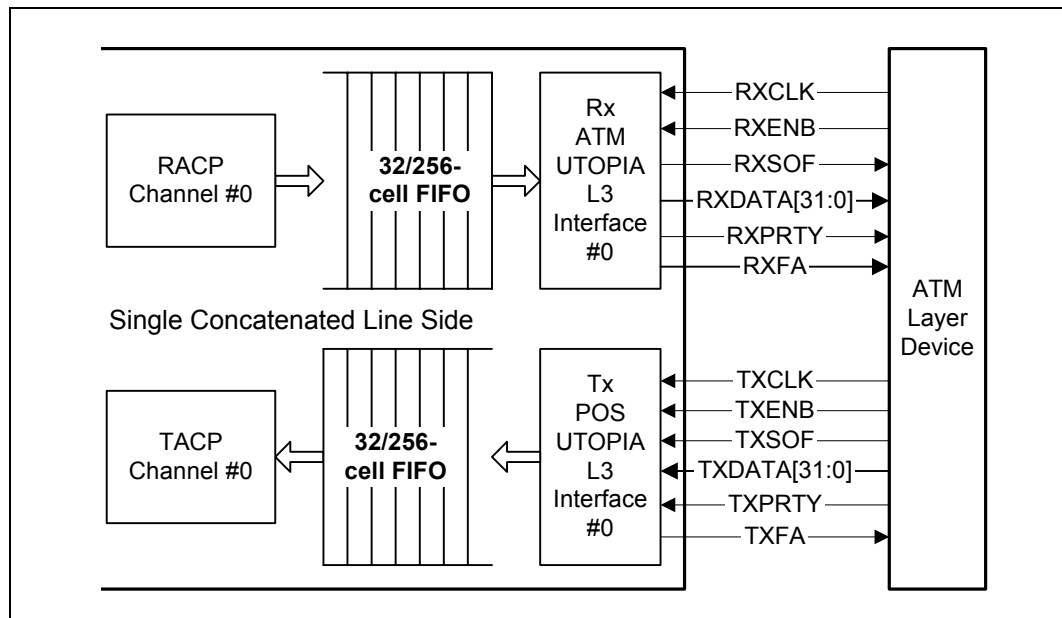 RACP
Channel #0
32/256-
cell FIFO
Rx
ATM
UTOPIA
L3
Interface
#0
RXCLK
RXENB
RXSOF
RXDATA[31:0]
RXPRTY
RXFA
ATM
Layer
Device
Single Concatenated Line Side
TACP
Channel #0
32/256-
cell FIFO
Tx
POS
UTOPIA
L3
Interface
#0
TXCLK
TXENB
TXSOF
TXDATA[31:0]
TXPRTY
TXFA